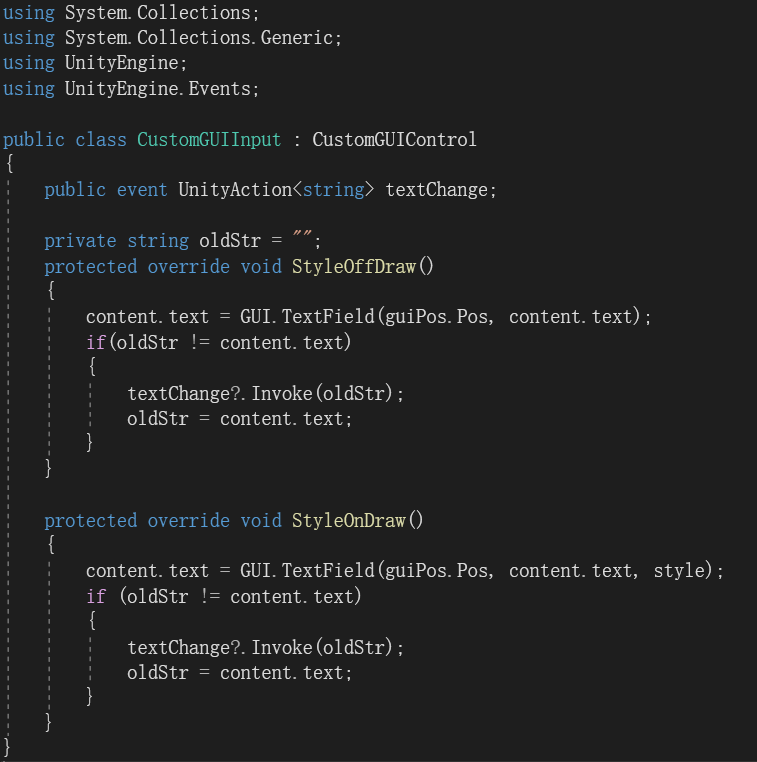 using System.Collections;
using System.Collections.Generic;
using UnityEngine;
using UnityEngine.Events;

public class CustomGUIInput : CustomGUIControl
{
    public event UnityAction<string> textChange;

    private string oldStr = "";
    protected override void StyleOffDraw()
    {
        content.text = GUI.TextField(guiPos.Pos, content.text);
        if(oldStr != content.text)
        {
            textChange?.Invoke(oldStr);
            oldStr = content.text;
        }
    }

    protected override void StyleOnDraw()
    {
        content.text = GUI.TextField(guiPos.Pos, content.text, style);
        if (oldStr != content.text)
        {
            textChange?.Invoke(oldStr);
            oldStr = content.text;
        }
    }
}